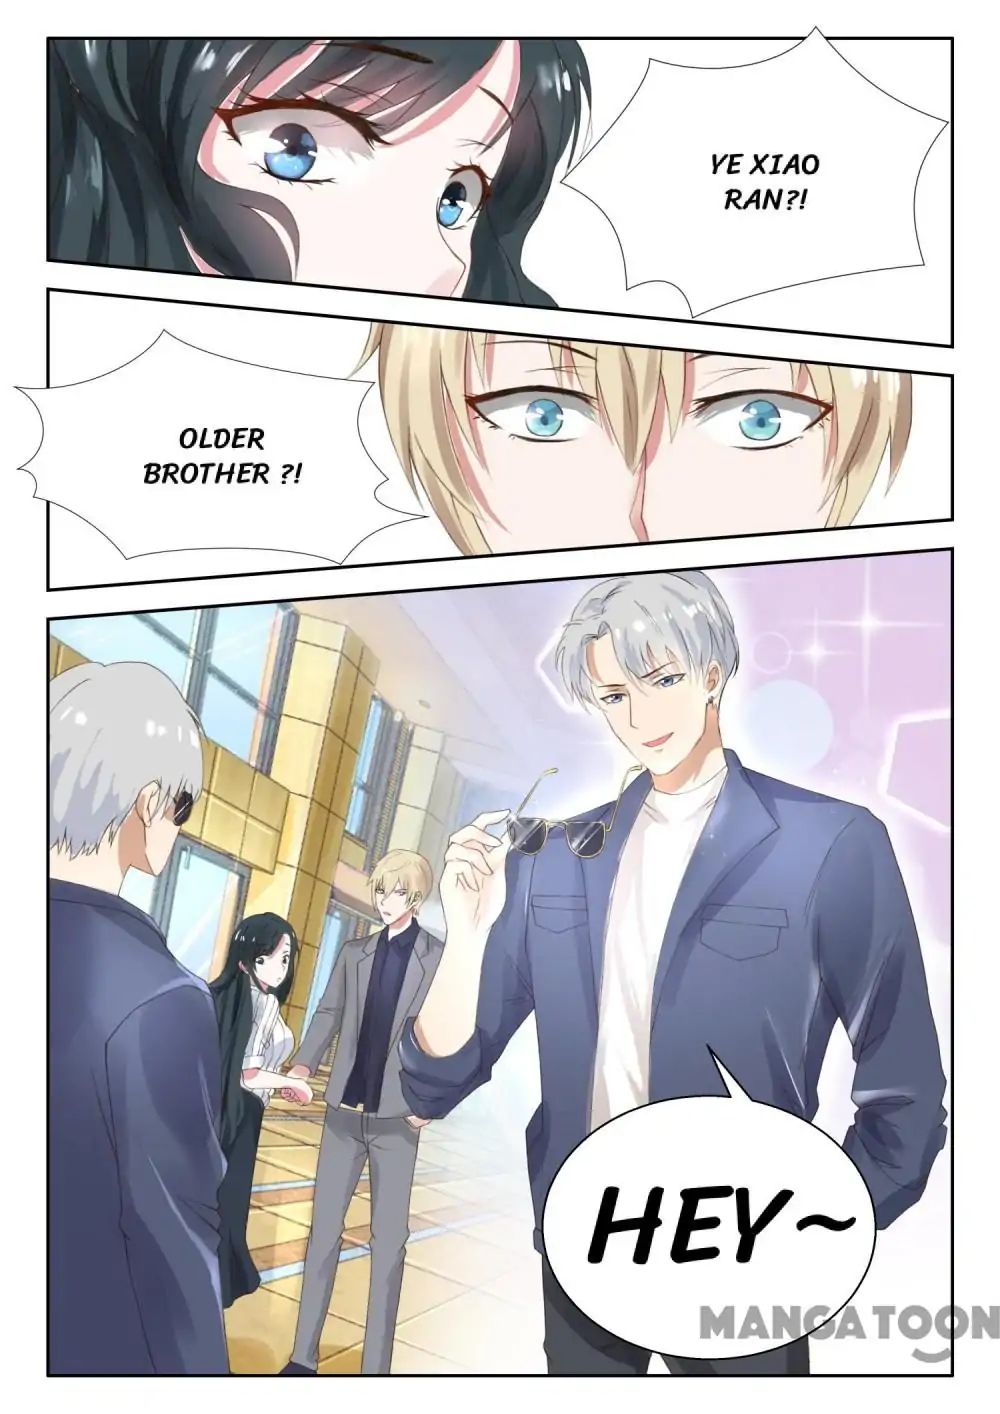 YE XIAO
RAN?!
OLDER
BROTHER ?!
HEY~
MANGATOON